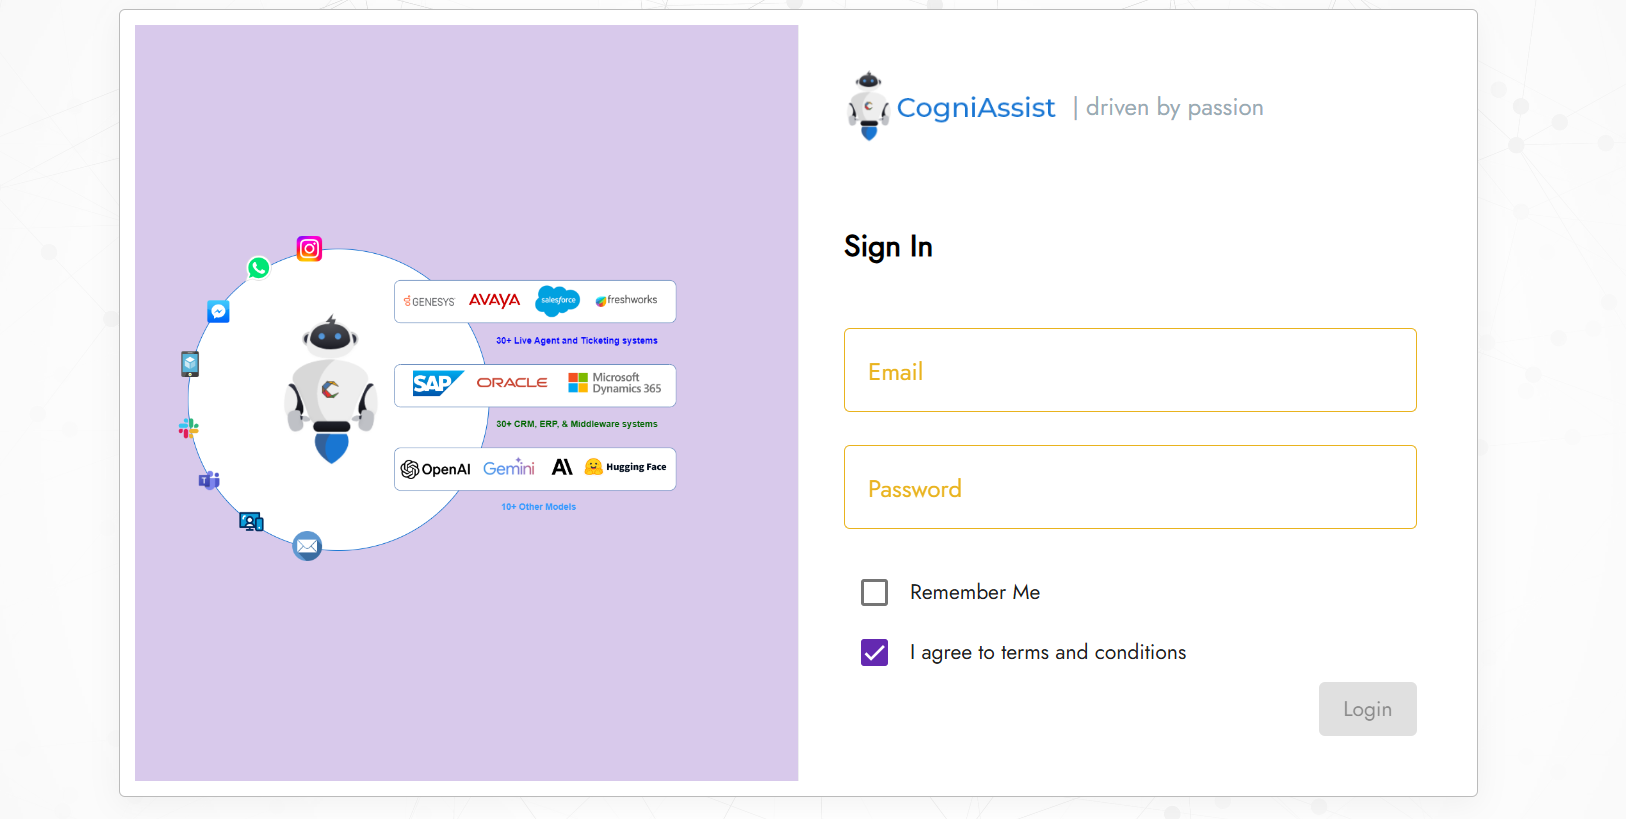 GENESYS AVAYA salesforce freshworks
30+ Live Agent and Ticketing systems
SAP ORACLE Microsoft
Dynamics 365
30+ CRM, ERP, & Middleware systems
OpenAI Gemini AI Hugging Face
10+ Other Models
CogniAssist | driven by passion
Sign In
Email
Password
Remember Me
I agree to terms and conditions
Login